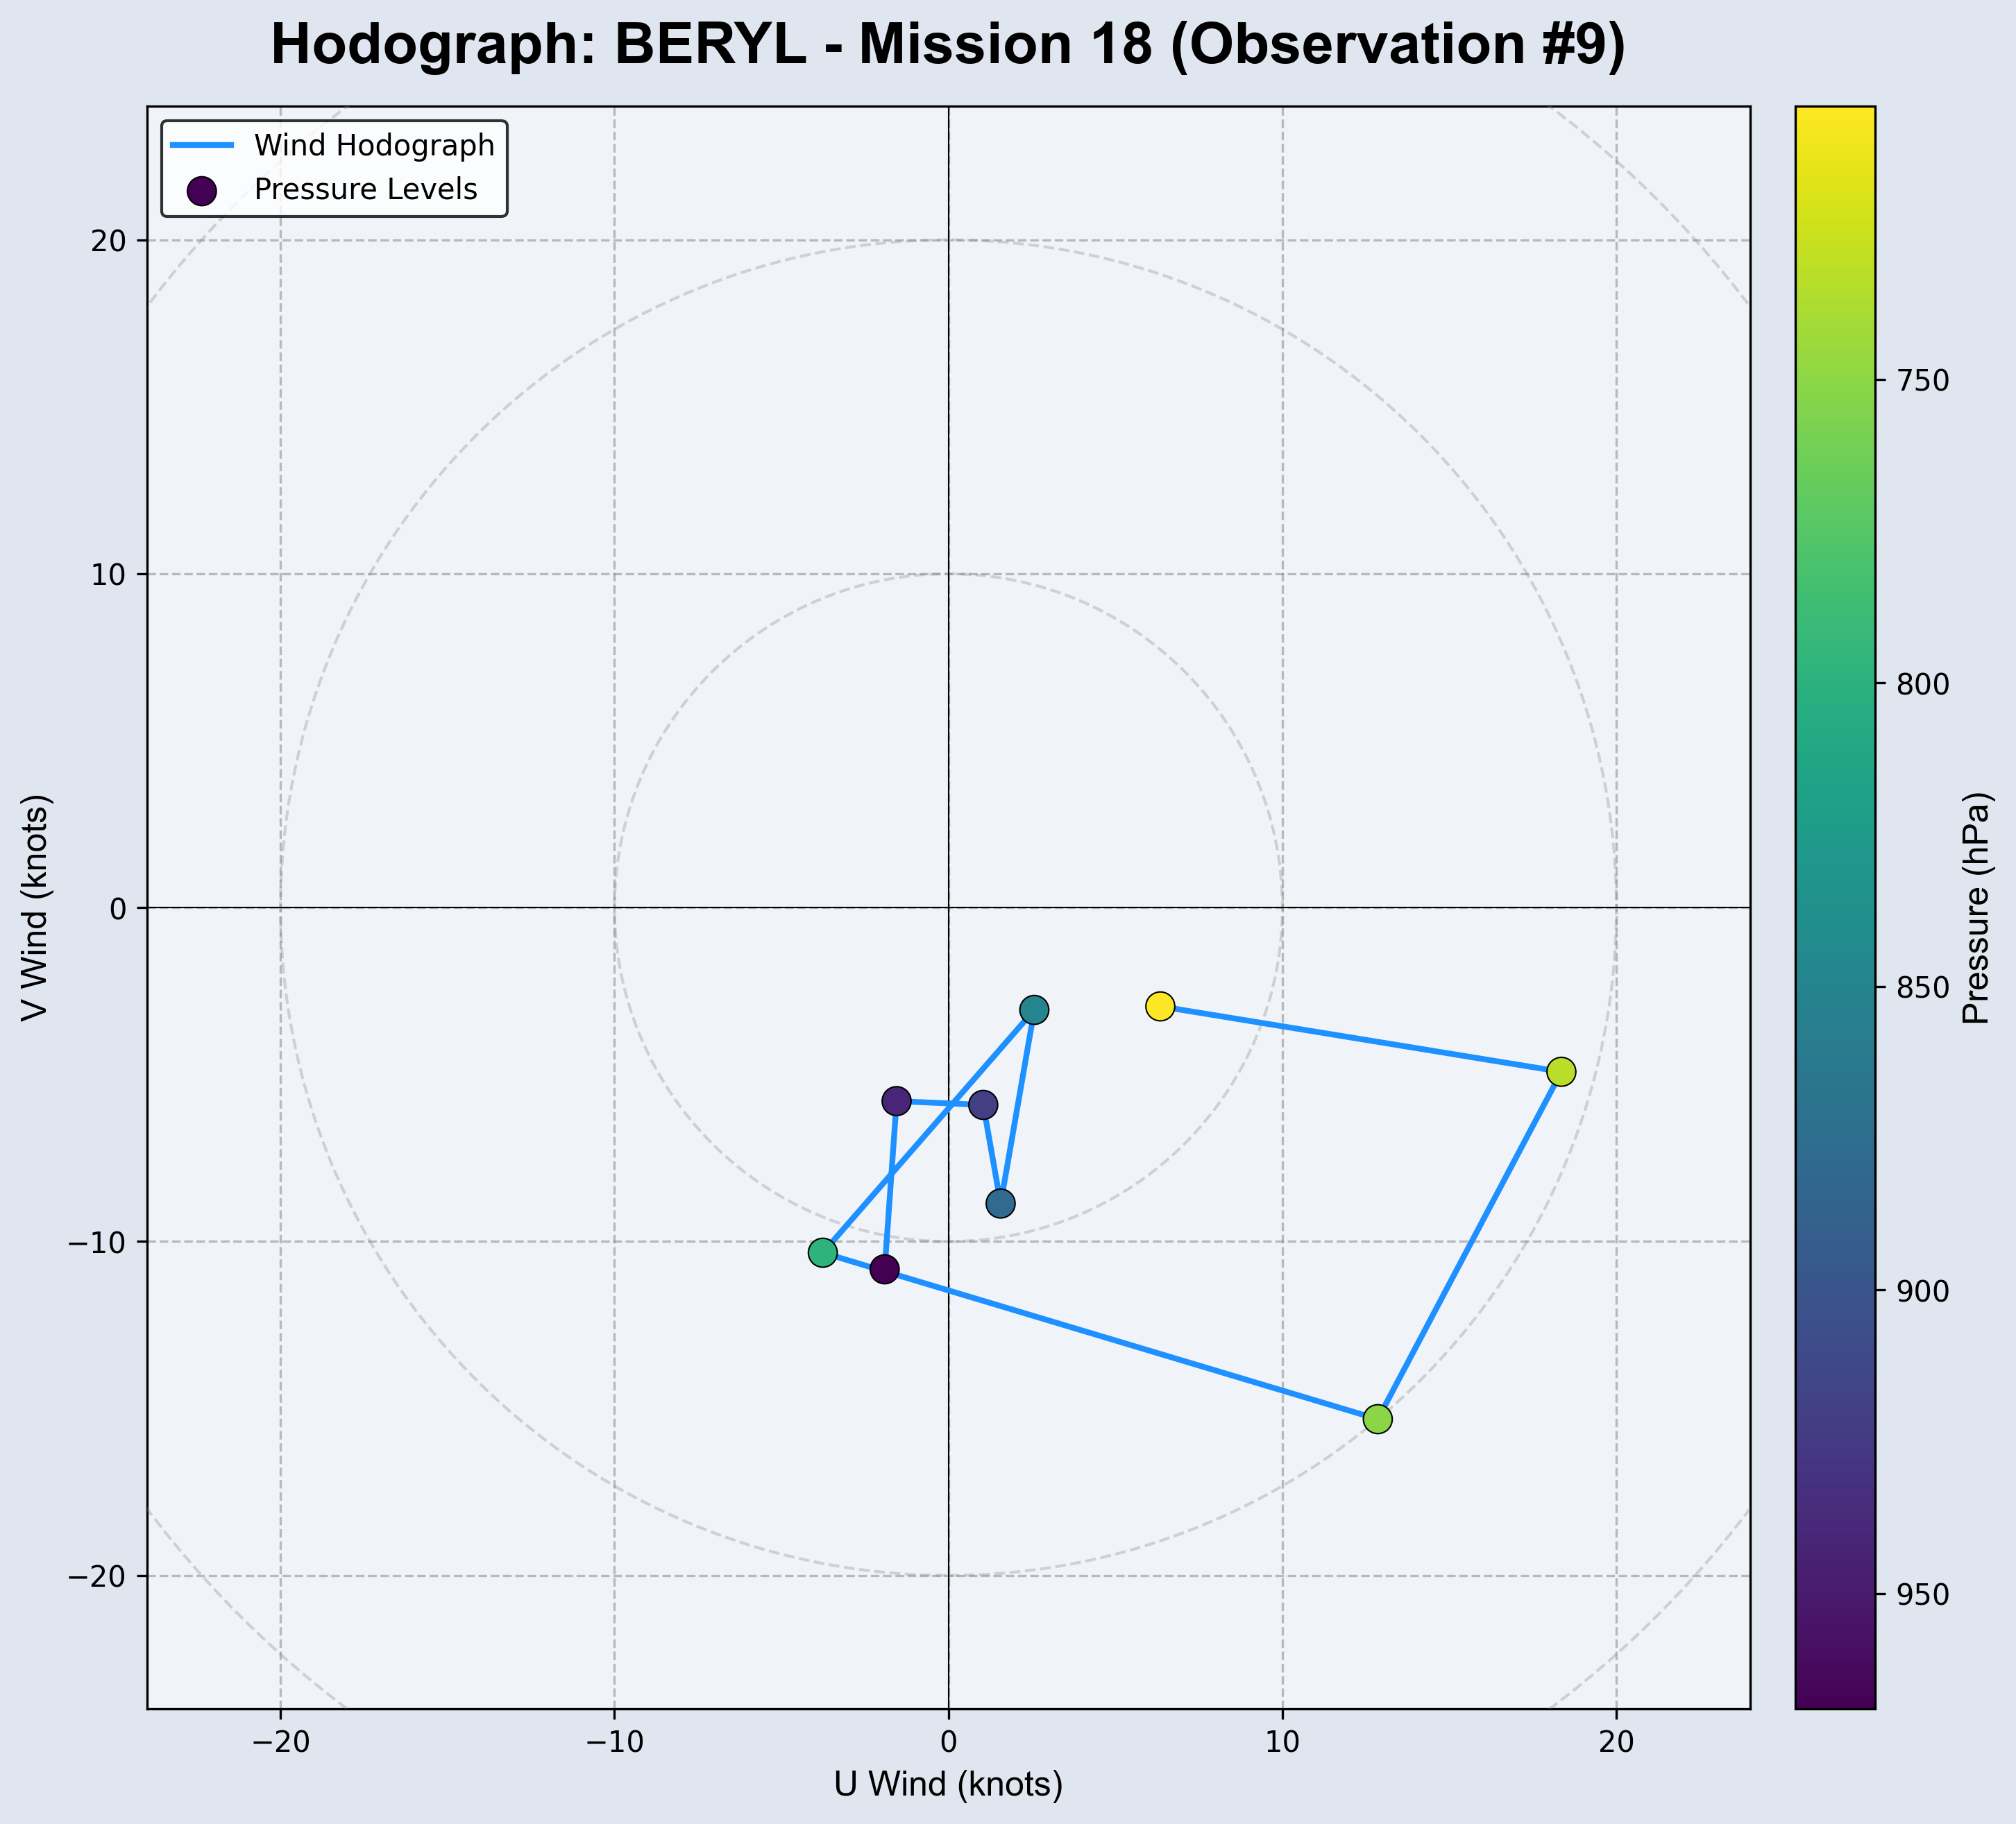 Hodograph: BERYL - Mission 18 (Observation #9)
Wind Hodograph
Pressure Levels
20
10
0
−10
−20
V Wind (knots)
−20
−10
0
10
20
U Wind (knots)
750
800
850
900
950
Pressure (hPa)